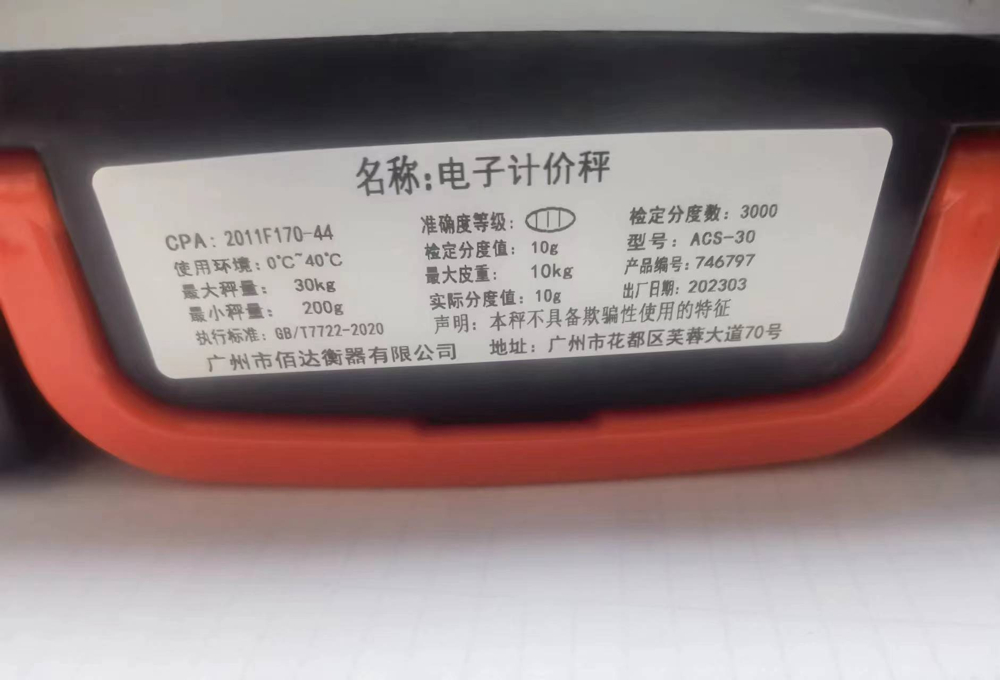 名称:电子计价秤
CPA: 2011F170-44
使用环境: 0℃~40℃
最大秤量: 30kg
最小秤量: 200g
执行标准: GB/T7722-2020
广州市佰达衡器有限公司
准确度等级: III
检定分度值: 10g
最大皮重: 10kg
实际分度值: 10g
检定分度数: 3000
型号: ACS-30
产品编号: 746797
出厂日期: 202303
声明: 本秤不具备欺骗性使用的特征
地址: 广州市花都区芙蓉大道70号